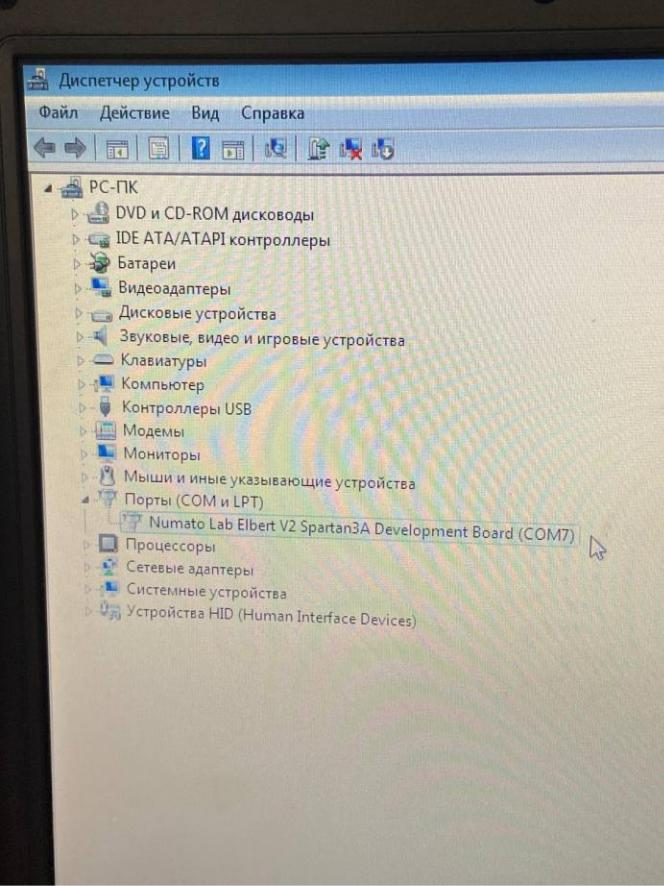 Диспетчер устройств
Файл Действие Вид Справка
РС-ПК
DVD и CD-ROM дисководы
IDE ATA/ATAPI контроллеры
Батареи
Видеоадаптеры
Дисковые устройства
Звуковые, видео и игровые устройства
Клавиатуры
Компьютер
Контроллеры USB
Модемы
Мониторы
Мыши и иные указывающие устройства
Порты (COM и LPT)
Numato Lab Elbert V2 Spartan3A Development Board (COM7)
Процессоры
Сетевые адаптеры
Системные устройства
Устройства HID (Human Interface Devices)